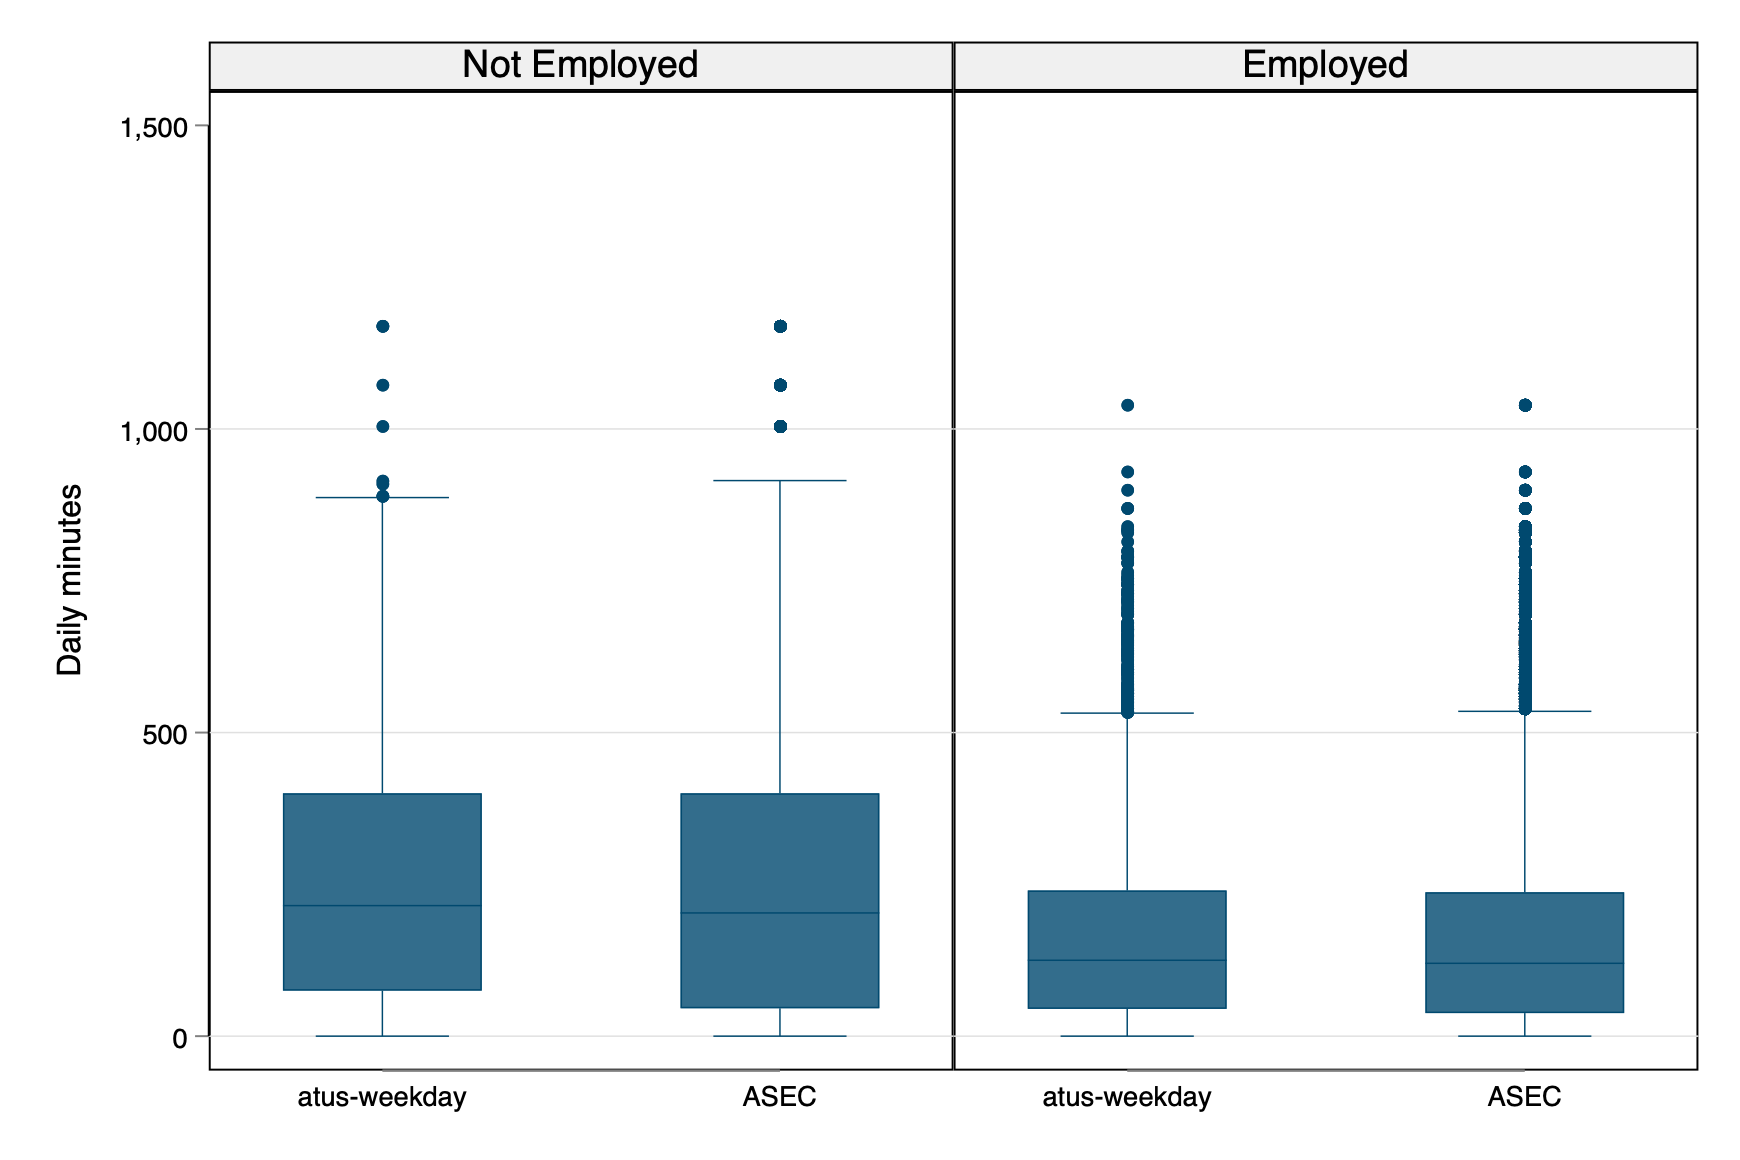 Not Employed
Employed
1,500
1,000
500
0
Daily minutes
atus-weekday
ASEC
atus-weekday
ASEC